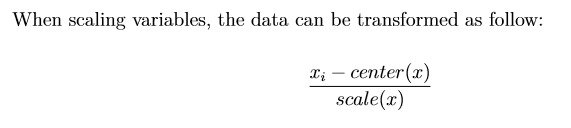 When scaling variables, the data can be transformed as follow:
x_i − center(x)
scale(x)